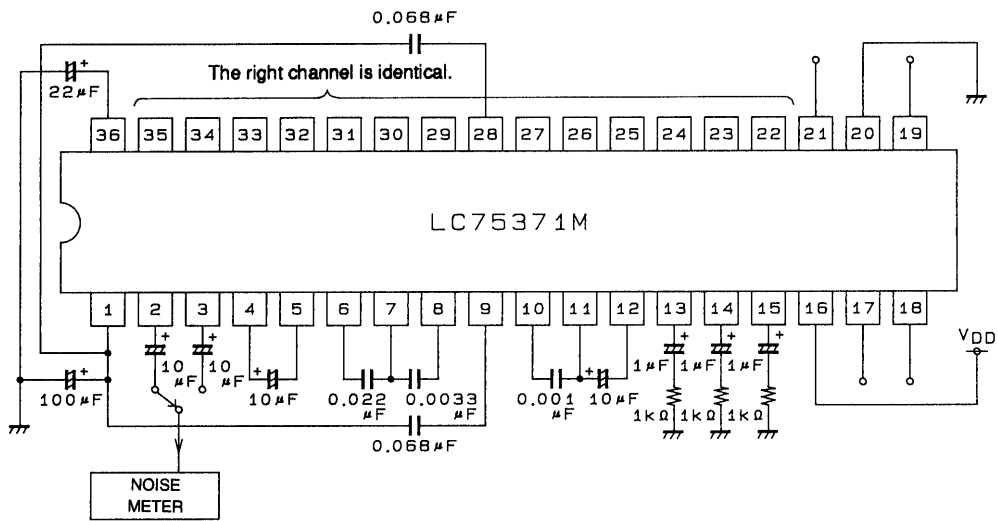 0.068μF
The right channel is identical.
+
22μF
36 35 34 33 32 31 30 29 28 27 26 25 24 23 22 21 20 19
LC75371M
1 2 3 4 5 6 7 8 9 10 11 12 13 14 15 16 17 18
+ + + + +
VDD
10
μF
10
μF
1μF 1μF 1μF
+
100μF
+
10μF
0.022
μF
0.0033
μF
0.001
μF
+
10μF
1kΩ 1kΩ 1kΩ
0.068μF
NOISE
METER